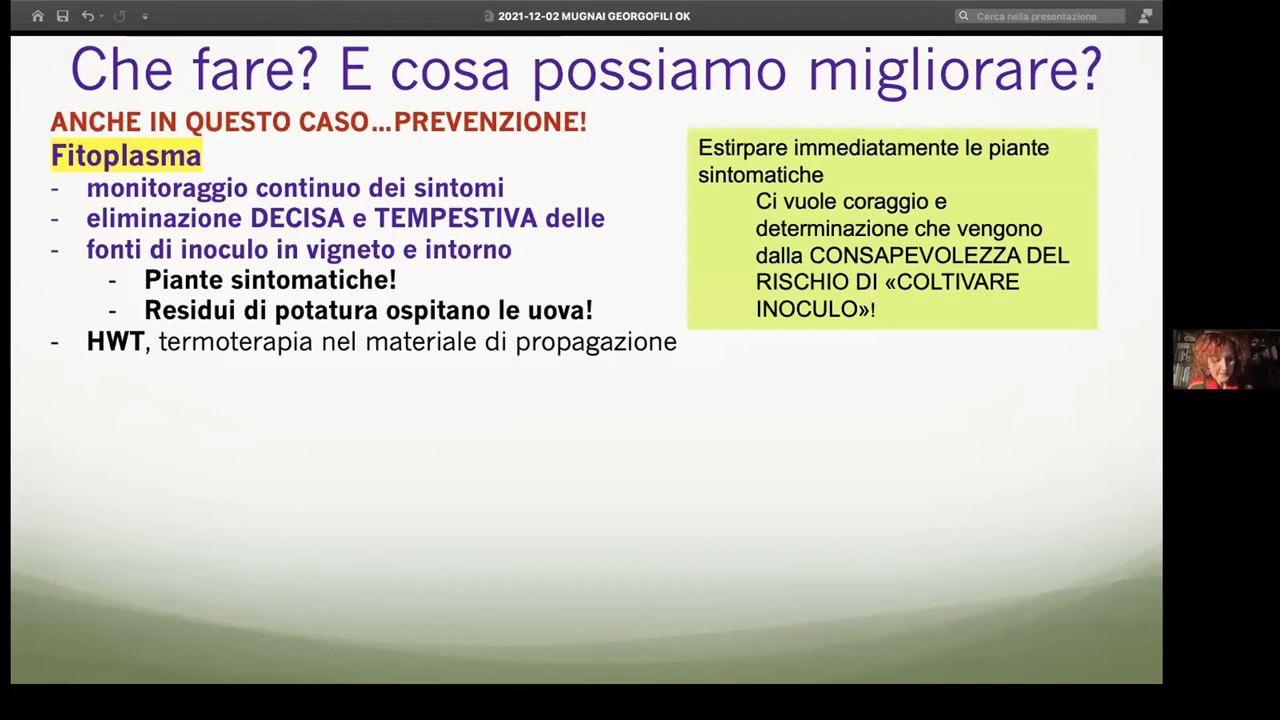 2021-12-02 MUGNAI GEORGOFILI OK
Cerca nella presentazione
Che fare? E cosa possiamo migliorare?
ANCHE IN QUESTO CASO...PREVENZIONE!
Fitoplasma
- monitoraggio continuo dei sintomi
- eliminazione DECISA e TEMPESTIVA delle
- fonti di inoculo in vigneto e intorno
- Piante sintomatiche!
- Residui di potatura ospitano le uova!
- HWT, termoterapia nel materiale di propagazione
Estirpare immediatamente le piante
sintomatiche
Ci vuole coraggio e
determinazione che vengono
dalla CONSAPEVOLEZZA DEL
RISCHIO DI «COLTIVARE
INOCULO»!